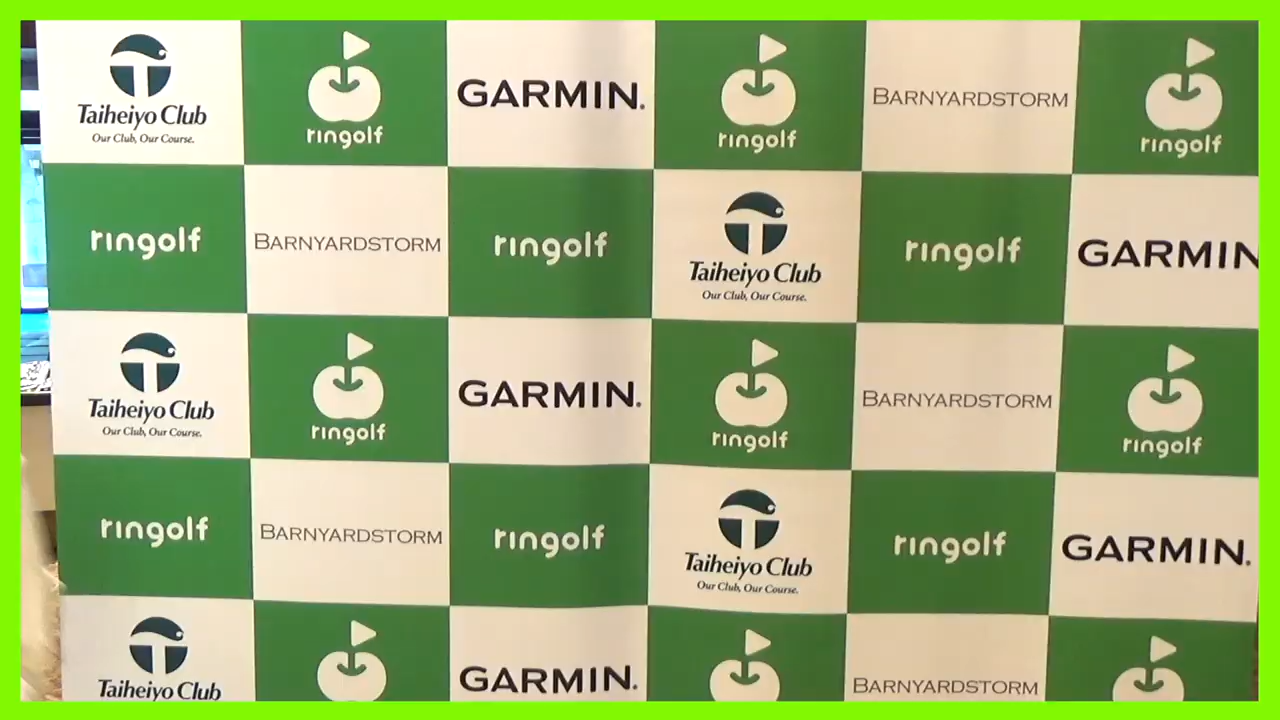 Taiheiyo Club
Our Club, Our Course.
ringolf
GARMIN.
ringolf
BARNYARDSTORM
ringolf
ringolf
BARNYARDSTORM
ringolf
Taiheiyo Club
Our Club, Our Course.
ringolf
GARMIN
Taiheiyo Club
Our Club, Our Course.
ringolf
GARMIN.
ringolf
BARNYARDSTORM
ringolf
ringolf
BARNYARDSTORM
ringolf
Taiheiyo Club
Our Club, Our Course.
ringolf
GARMIN.
Taiheiyo Club
GARMIN.
BARNYARDSTORM